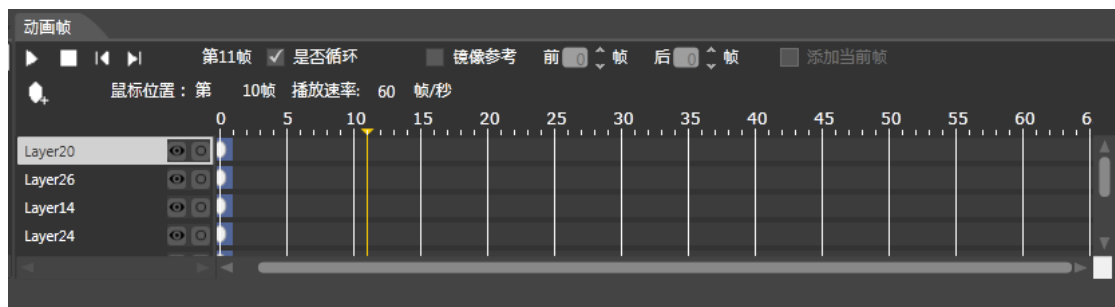 动画帧
第11帧 是否循环 镜像参考 前 0 帧 后 0 帧 添加当前帧
鼠标位置：第 10帧 播放速率: 60 帧/秒
0 5 10 15 20 25 30 35 40 45 50 55 60 6
Layer20
Layer26
Layer14
Layer24